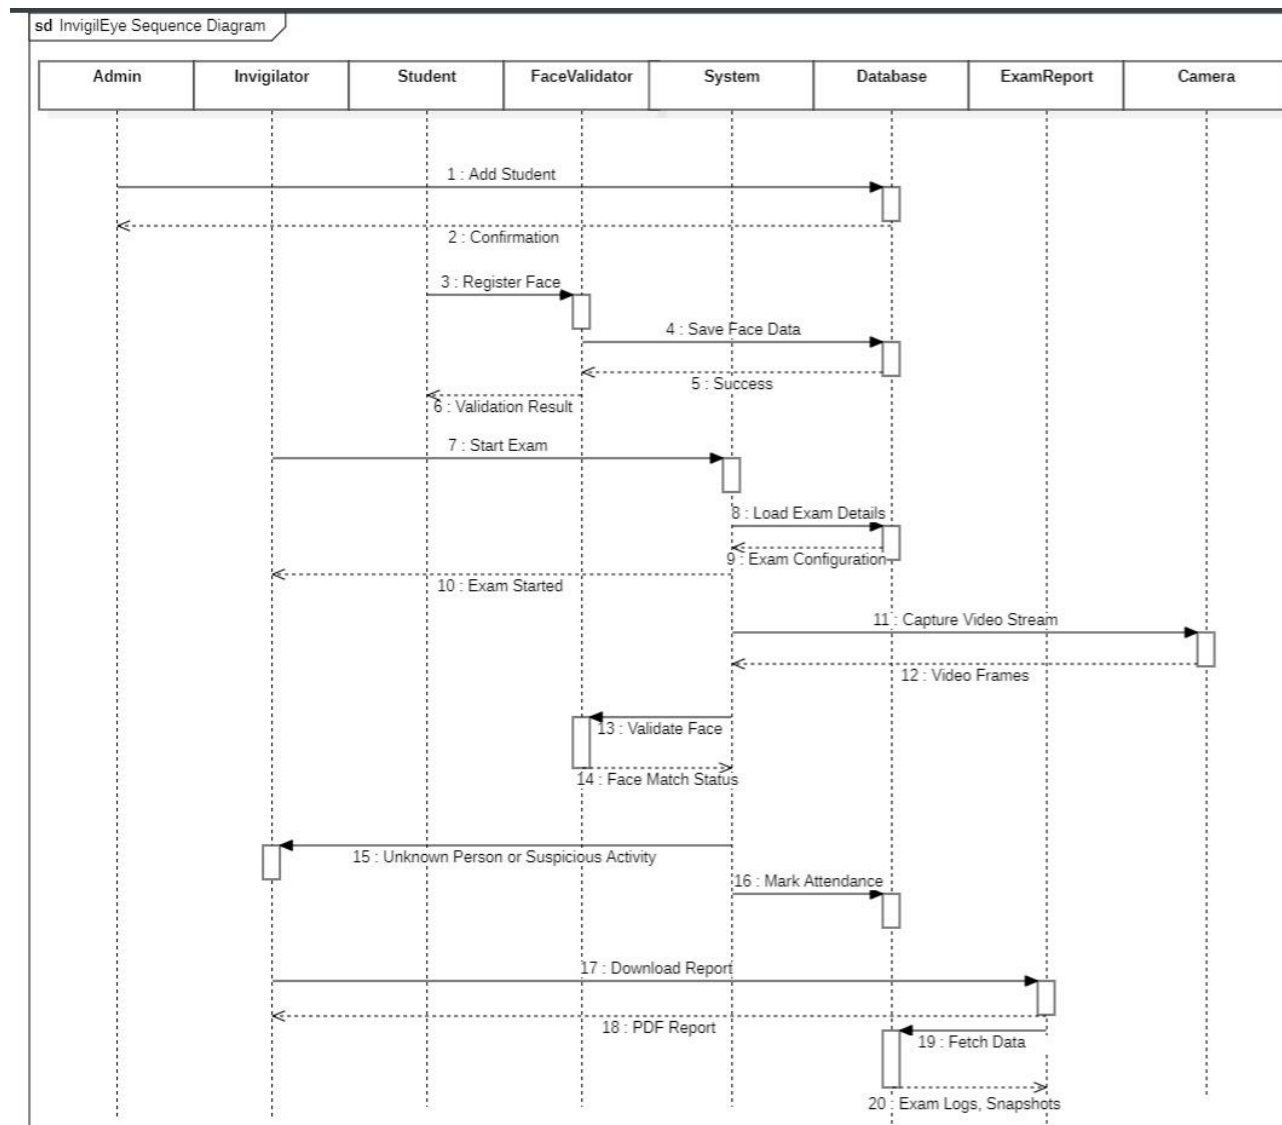 sd InvigilEye Sequence Diagram
Admin
Invigilator
Student
FaceValidator
System
Database
ExamReport
Camera
1 : Add Student
2 : Confirmation
3 : Register Face
4 : Save Face Data
5 : Success
6 : Validation Result
7 : Start Exam
8 : Load Exam Details
9 : Exam Configuration
10 : Exam Started
11 : Capture Video Stream
12 : Video Frames
13 : Validate Face
14 : Face Match Status
15 : Unknown Person or Suspicious Activity
16 : Mark Attendance
17 : Download Report
18 : PDF Report
19 : Fetch Data
20 : Exam Logs, Snapshots